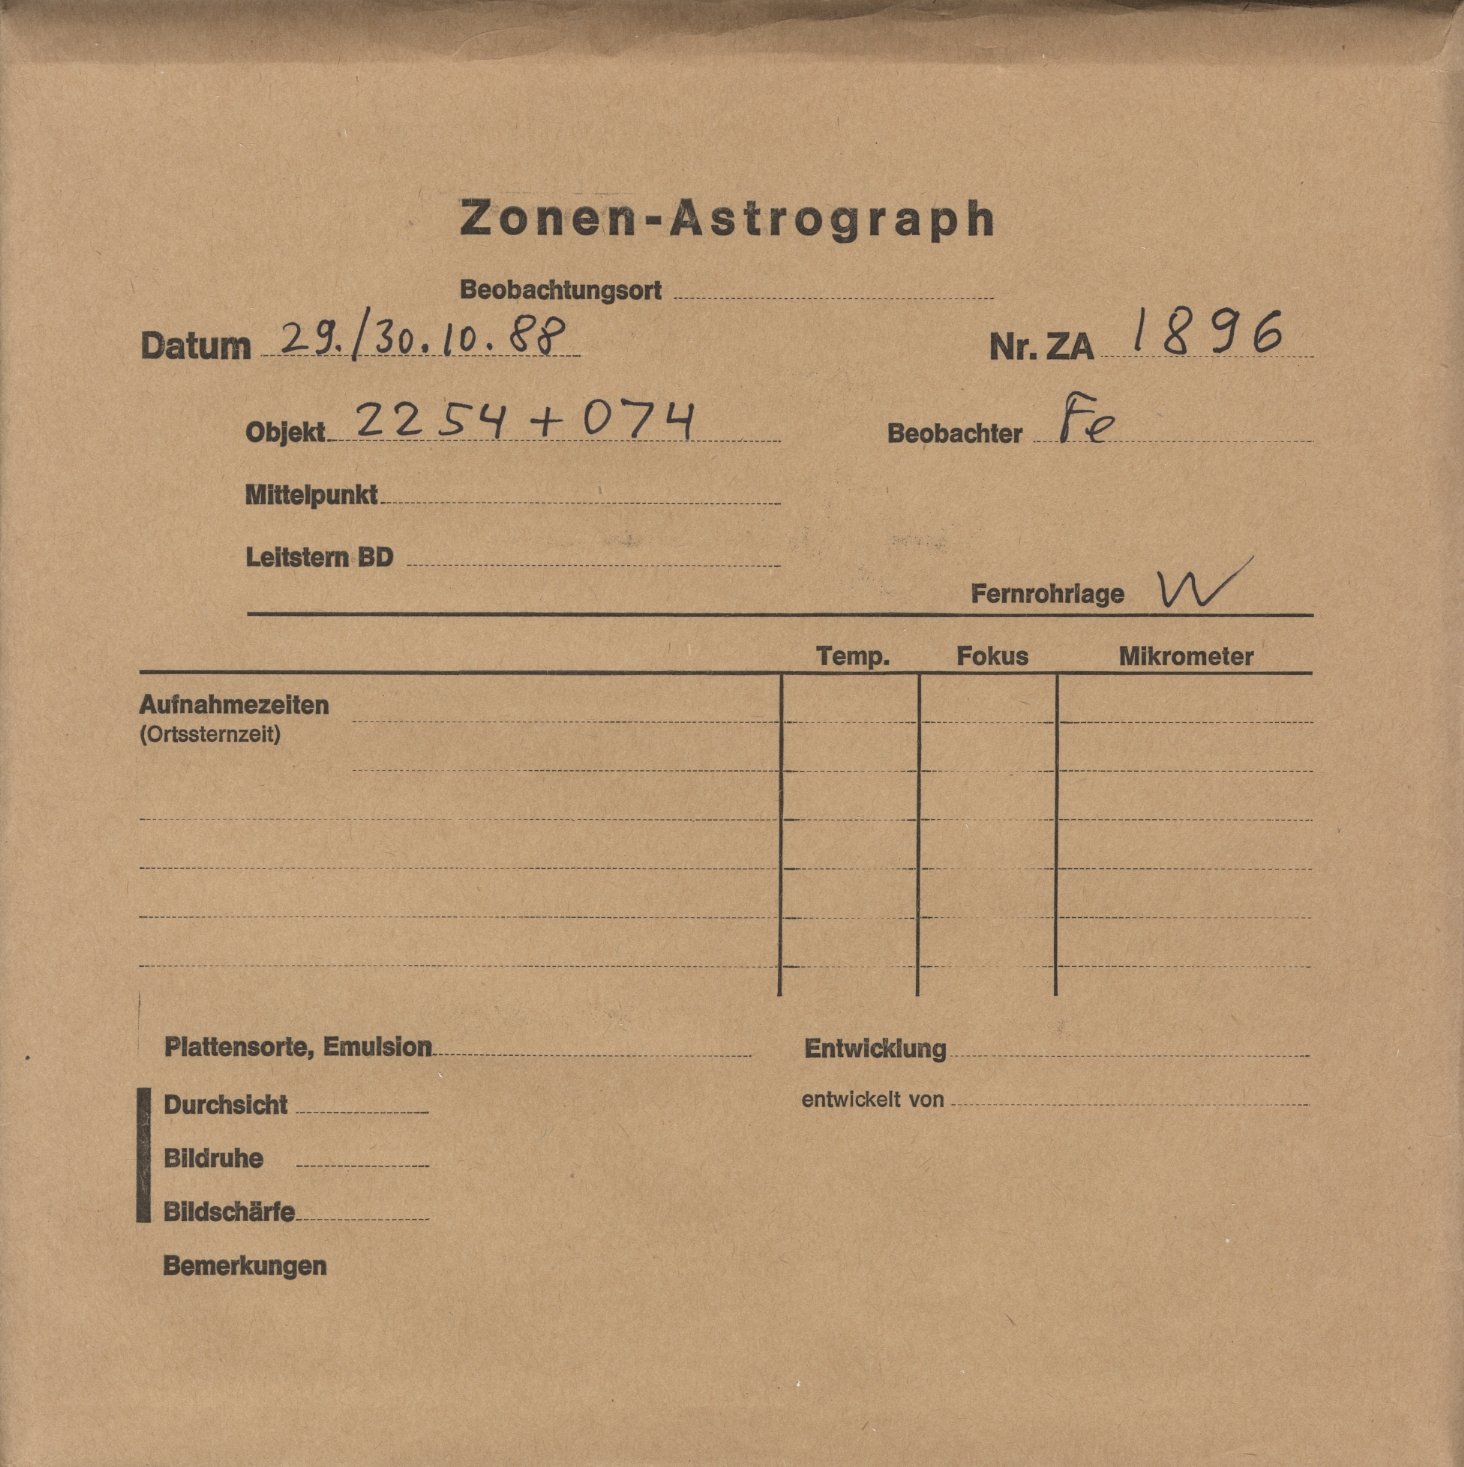 Zonen-Astrograph
Beobachtungsort
Datum 29./30.10.88 Nr. ZA 1896
Objekt 2254+074 Beobachter Fe
Mittelpunkt
Leitstern BD
Fernrohrlage W
Temp. Fokus Mikrometer
Aufnahmezeiten
(Ortssternzeit)
Plattensorte, Emulsion Entwicklung
Durchsicht entwickelt von
Bildruhe
Bildschärfe
Bemerkungen